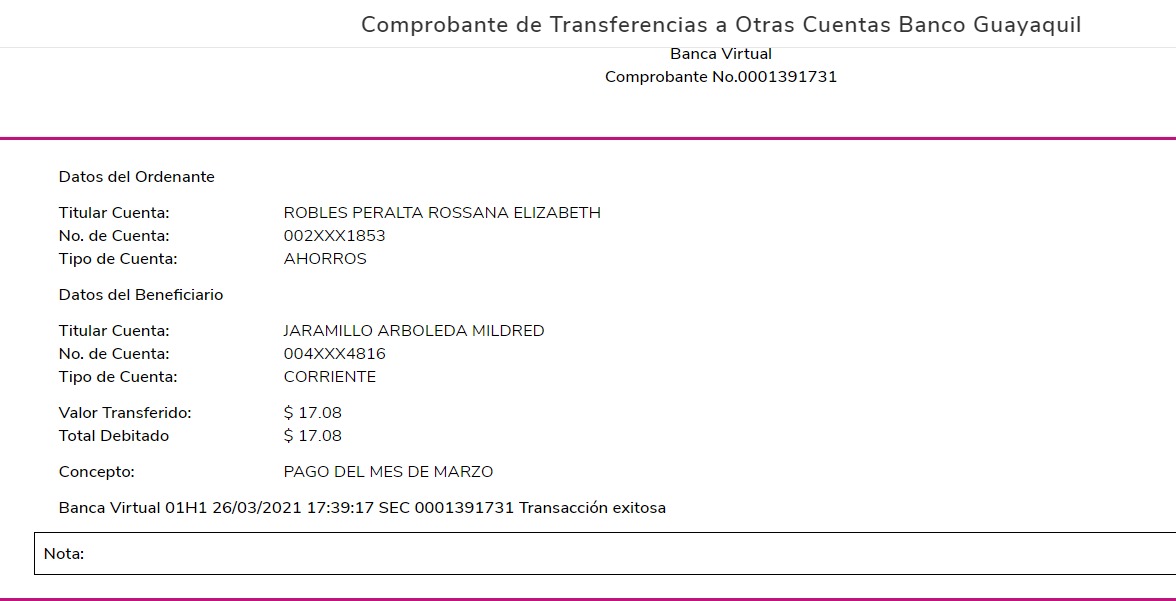 Comprobante de Transferencias a Otras Cuentas Banco Guayaquil
Banca Virtual
Comprobante No.0001391731
Datos del Ordenante
Titular Cuenta: ROBLES PERALTA ROSSANA ELIZABETH
No. de Cuenta: 002XXX1853
Tipo de Cuenta: AHORROS
Datos del Beneficiario
Titular Cuenta: JARAMILLO ARBOLEDA MILDRED
No. de Cuenta: 004XXX4816
Tipo de Cuenta: CORRIENTE
Valor Transferido: $ 17.08
Total Debitado $ 17.08
Concepto: PAGO DEL MES DE MARZO
Banca Virtual 01H1 26/03/2021 17:39:17 SEC 0001391731 Transacción exitosa
Nota: